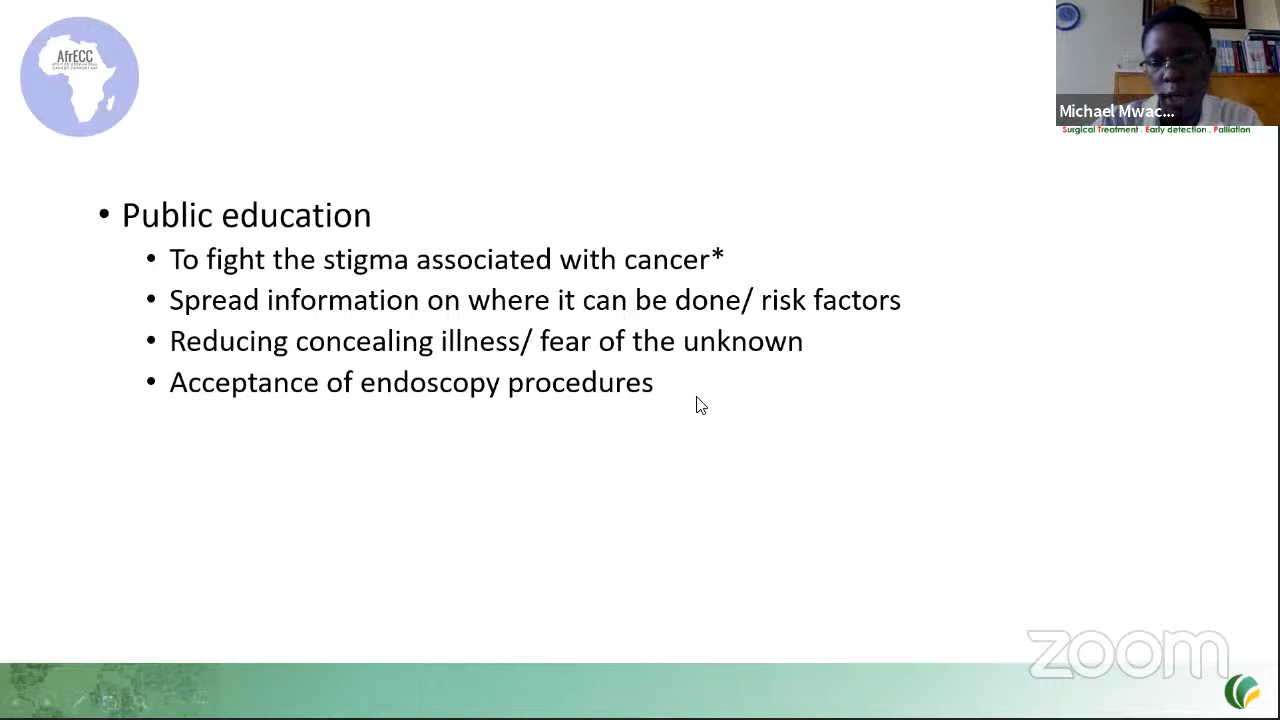 AfrECC
Michael Mwac...
Surgical Treatment . Early detection . Palliation
• Public education
• To fight the stigma associated with cancer*
• Spread information on where it can be done/ risk factors
• Reducing concealing illness/ fear of the unknown
• Acceptance of endoscopy procedures
zoom